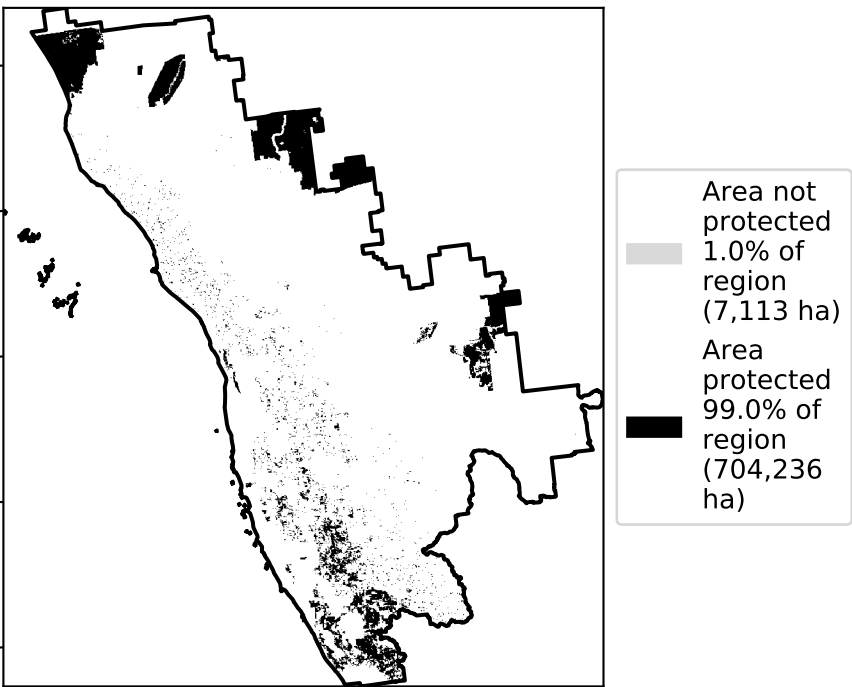 Area not
protected
1.0% of
region
(7,113 ha)
Area
protected
99.0% of
region
(704,236
ha)